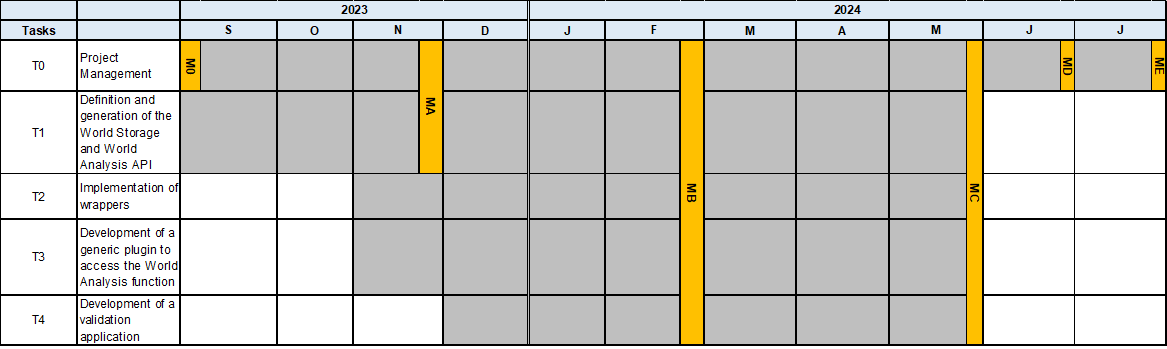 2023 2024
Tasks S O N D J F M A M J J
T0 Project
Management
M0 MD ME
T1 Definition and
generation of the
World Storage
and World
Analysis API
MA
T2 Implementation of
wrappers
MB MC
T3 Development of a
generic plugin to
access the World
Analysis function
T4 Development of a
validation
application